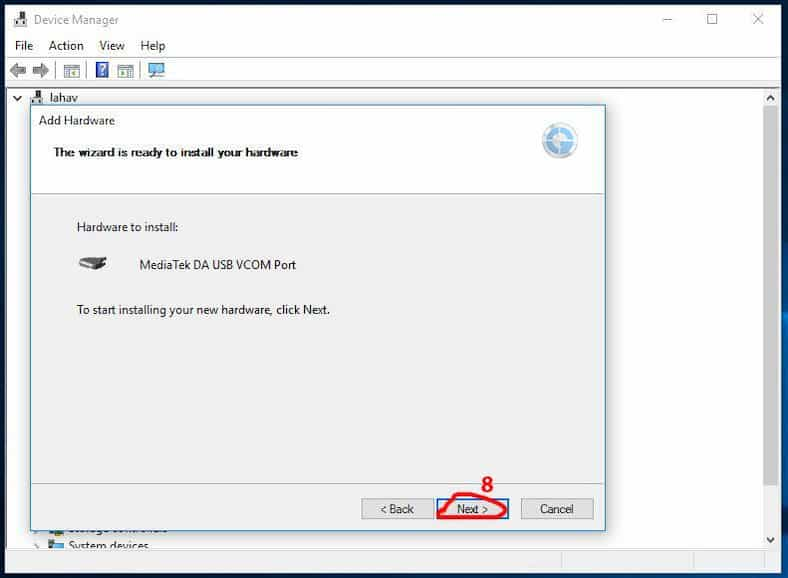 Device Manager
File Action View Help
lahav
Add Hardware
The wizard is ready to install your hardware
Hardware to install:
MediaTek DA USB VCOM Port
To start installing your new hardware, click Next.
8
< Back Next > Cancel
Storage controllers
System devices